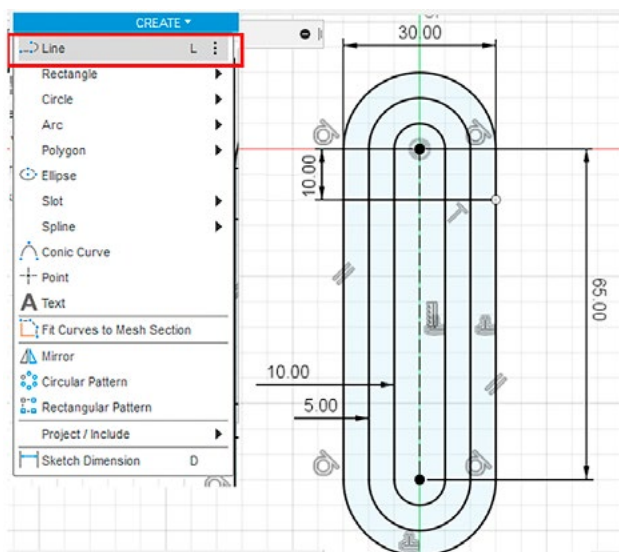 CREATE ▾
Line L
Rectangle
Circle
Arc
Polygon
Ellipse
Slot
Spline
Conic Curve
Point
Text
Fit Curves to Mesh Section
Mirror
Circular Pattern
Rectangular Pattern
Project / Include
Sketch Dimension D
30.00
10.00
65.00
10.00
5.00